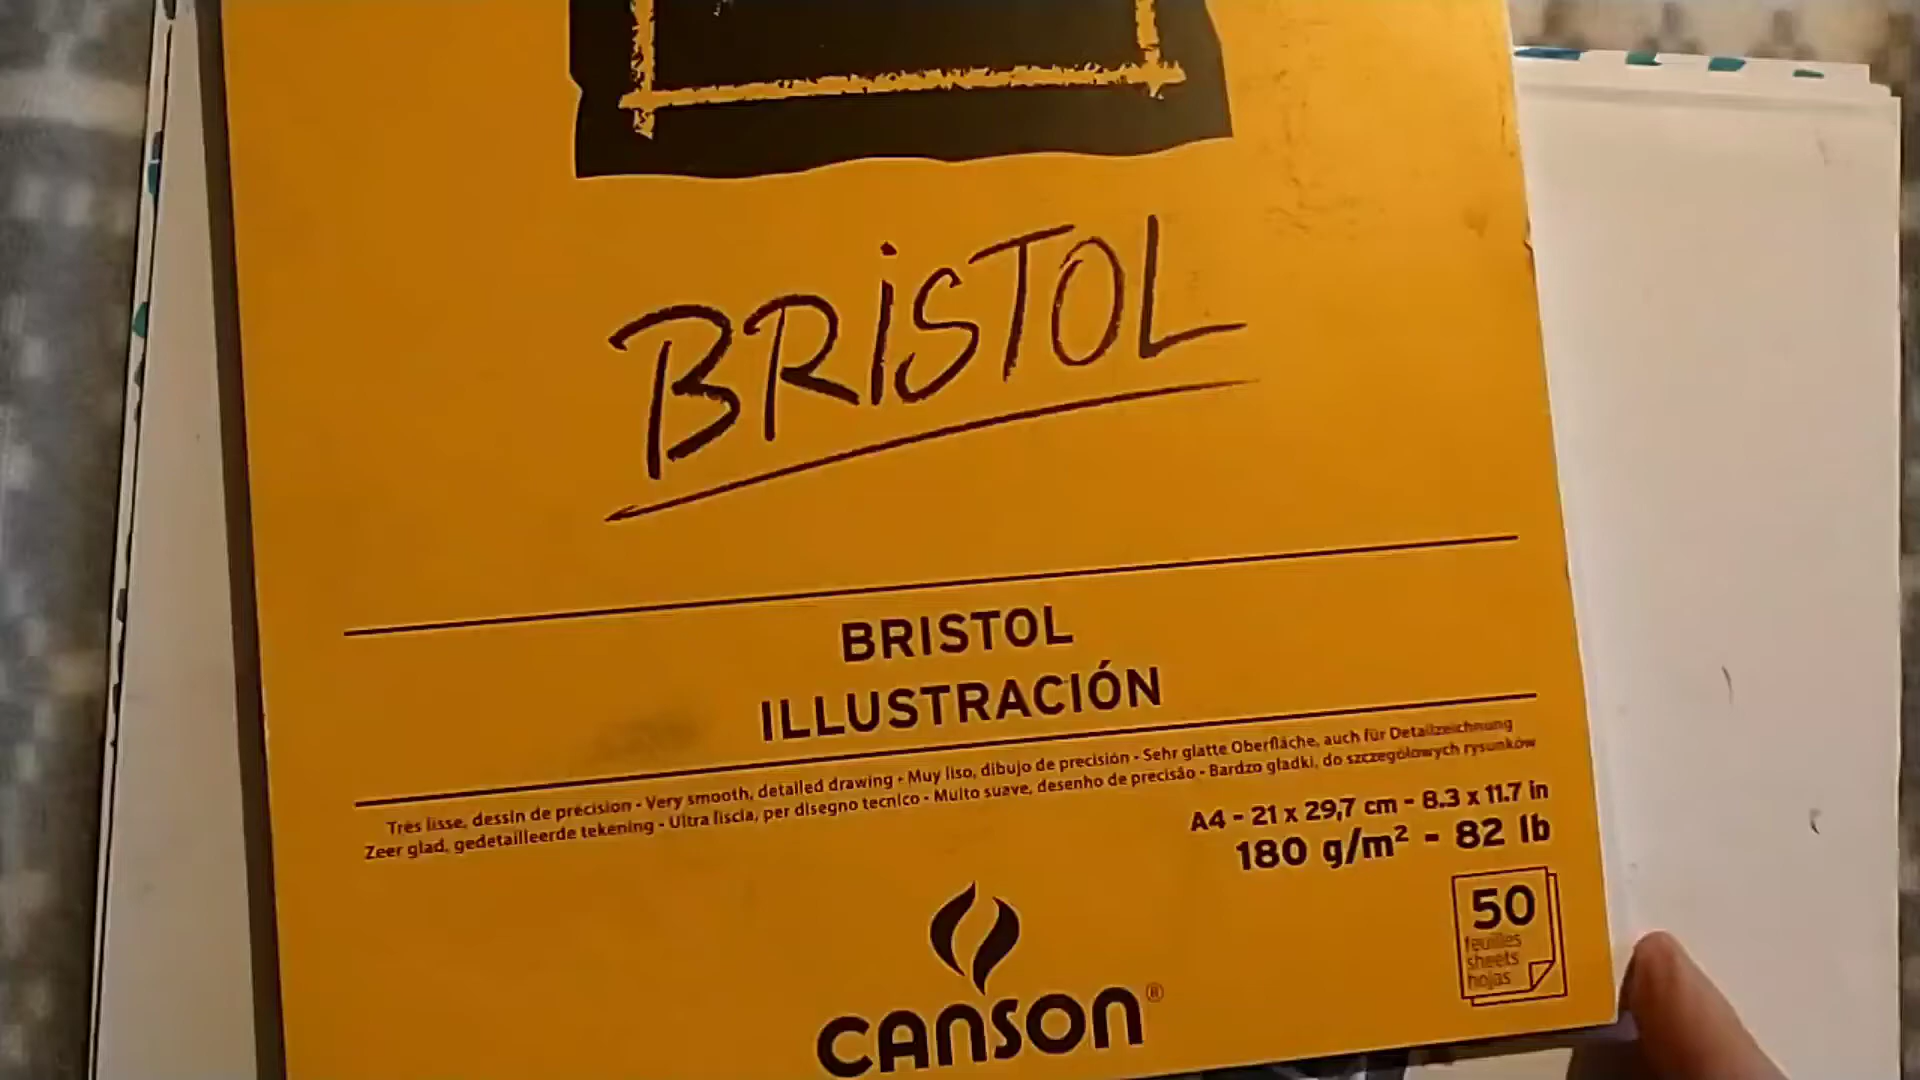 BRiSTOL
BRISTOL
ILLUSTRACIÓN
Très lisse, dessin de précision - Very smooth, detailed drawing - Muy liso, dibujo de precisión - Sehr glatte Oberfläche, auch für Detailzeichnung
Zeer glad, gedetailleerde tekening - Ultra liscia, per disegno tecnico - Muito suave, desenho de precisão - Bardzo gładki, do szczegółowych rysunków
A4 - 21 x 29,7 cm - 8.3 x 11.7 in
180 g/m² - 82 lb
50
feuilles
sheets
hojas
CANSON®